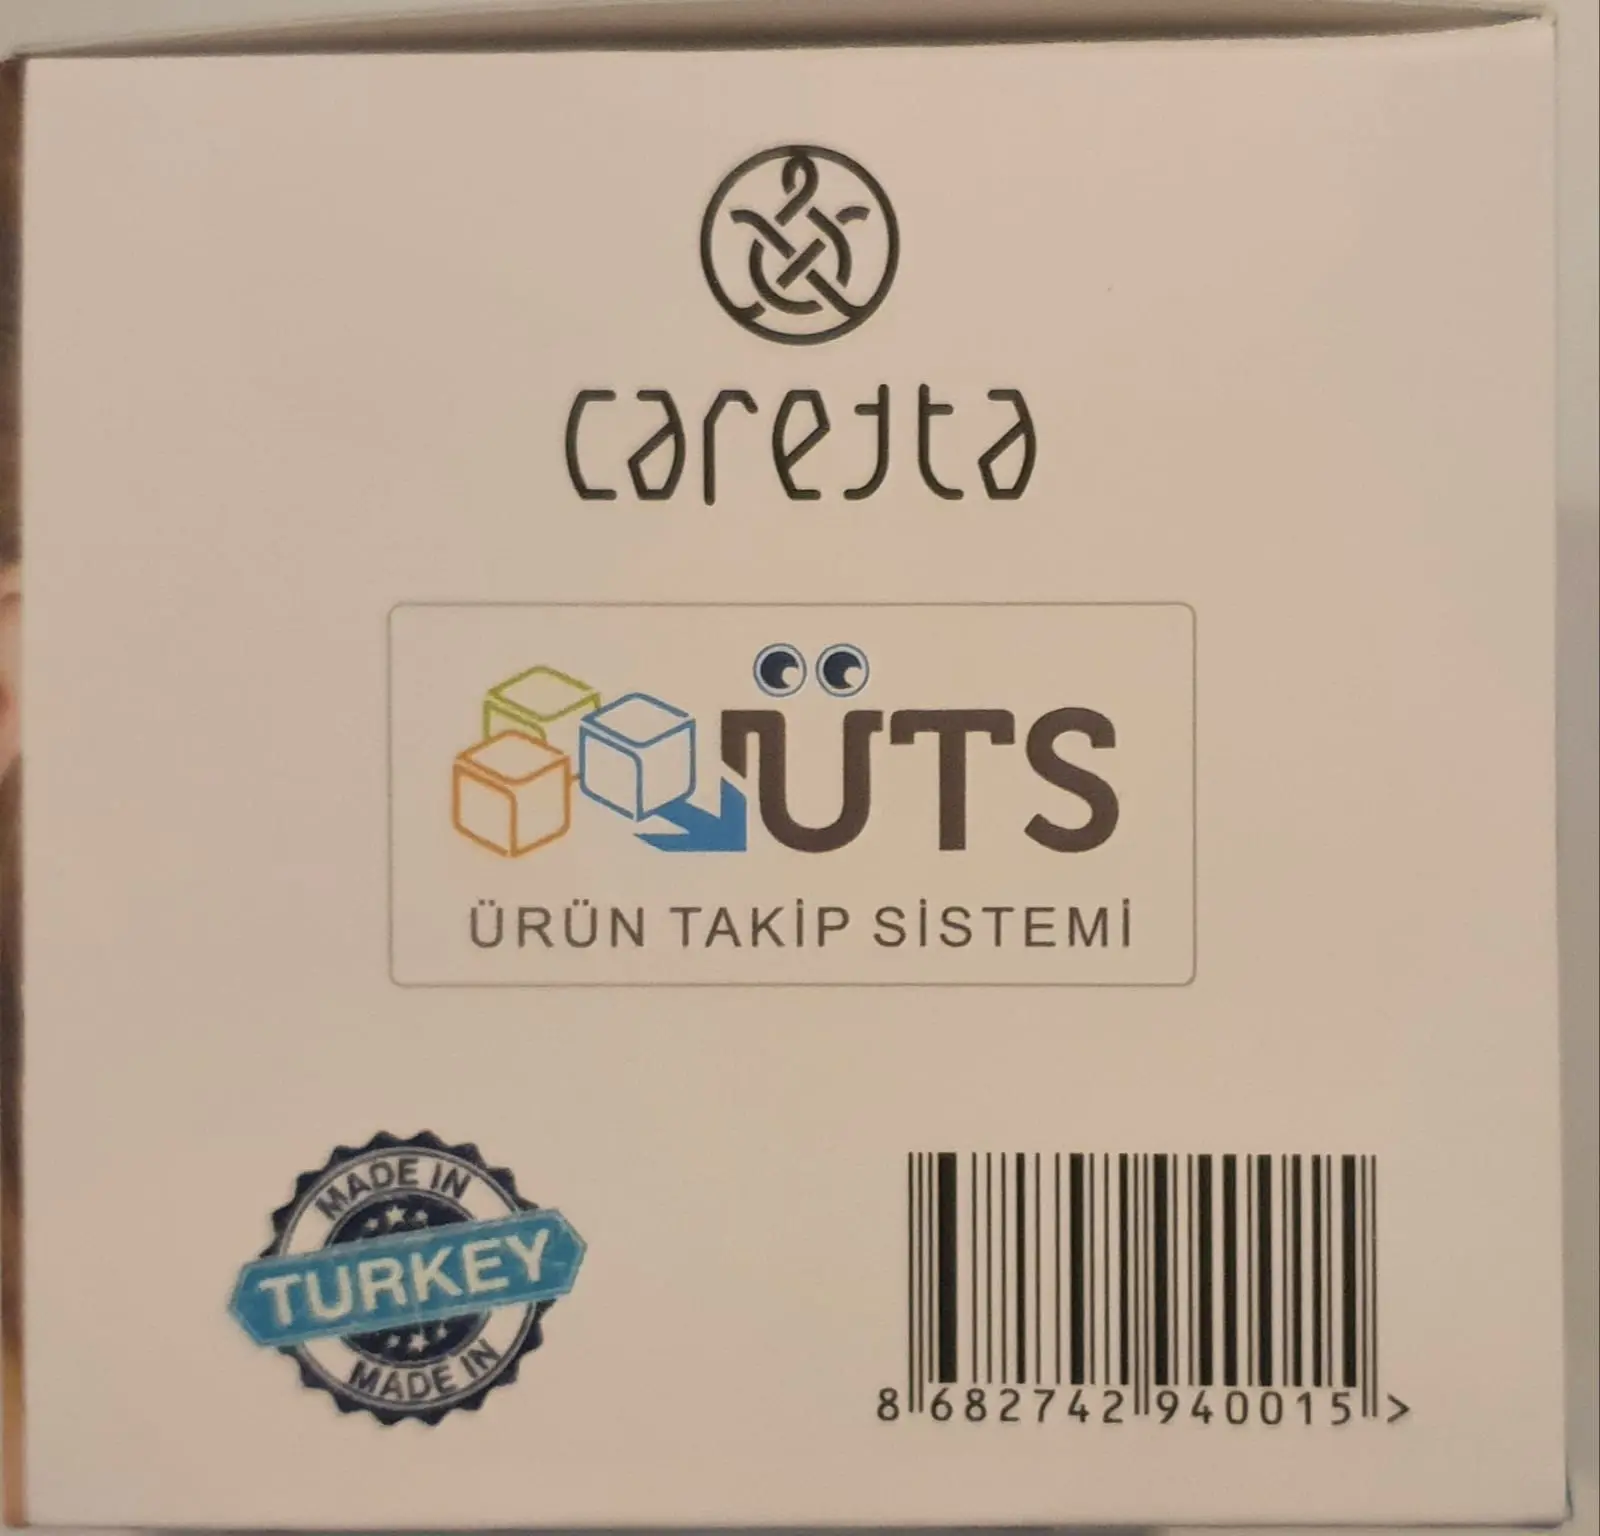 caretta
ÜTS
ÜRÜN TAKİP SİSTEMİ
MADE IN
TURKEY
MADE IN
8 682742 940015 >